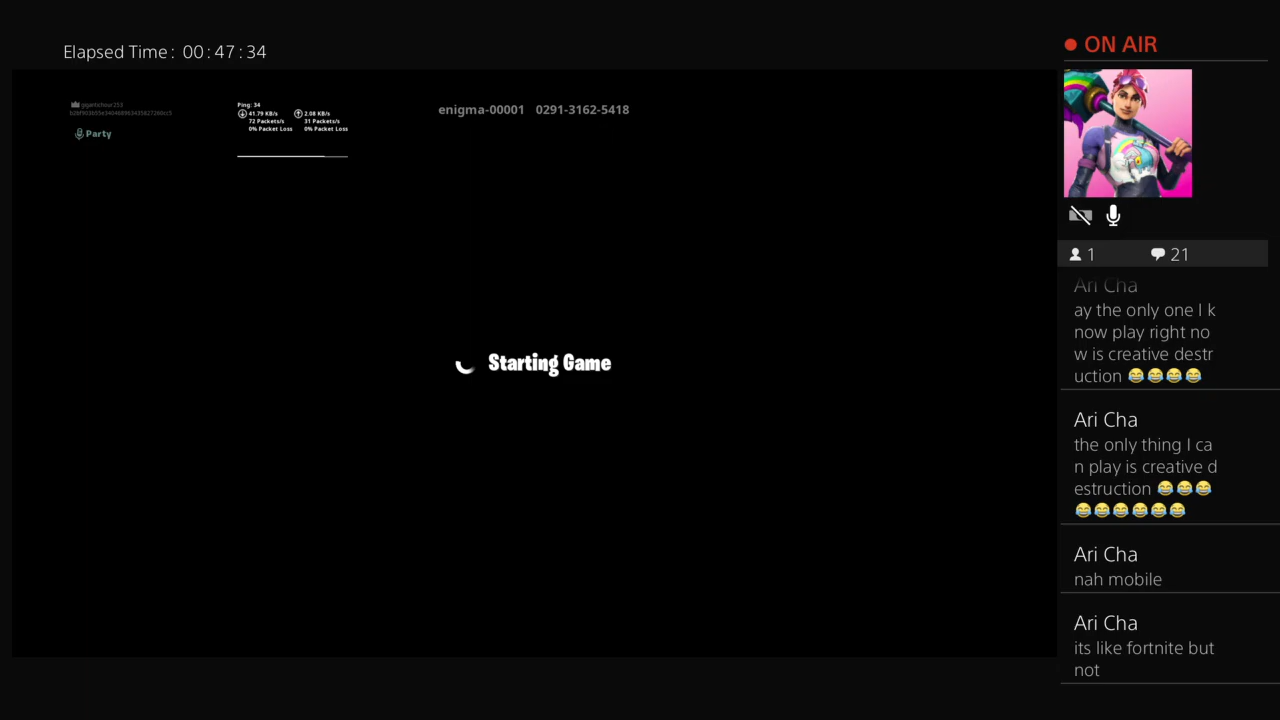 Elapsed Time: 00:47:34
ON AIR
Ping: 34
41.79 KB/s 2.08 KB/s
72 Packets/s 31 Packets/s
0% Packet Loss 0% Packet Loss
enigma-00001 0291-3162-5418
Party
Starting Game
1 21
Ari Cha
ay the only one I k
now play right no
w is creative destr
uction 😂😂😂😂
Ari Cha
the only thing I ca
n play is creative d
estruction 😂😂😂
😂😂😂😂😂😂
Ari Cha
nah mobile
Ari Cha
its like fortnite but
not